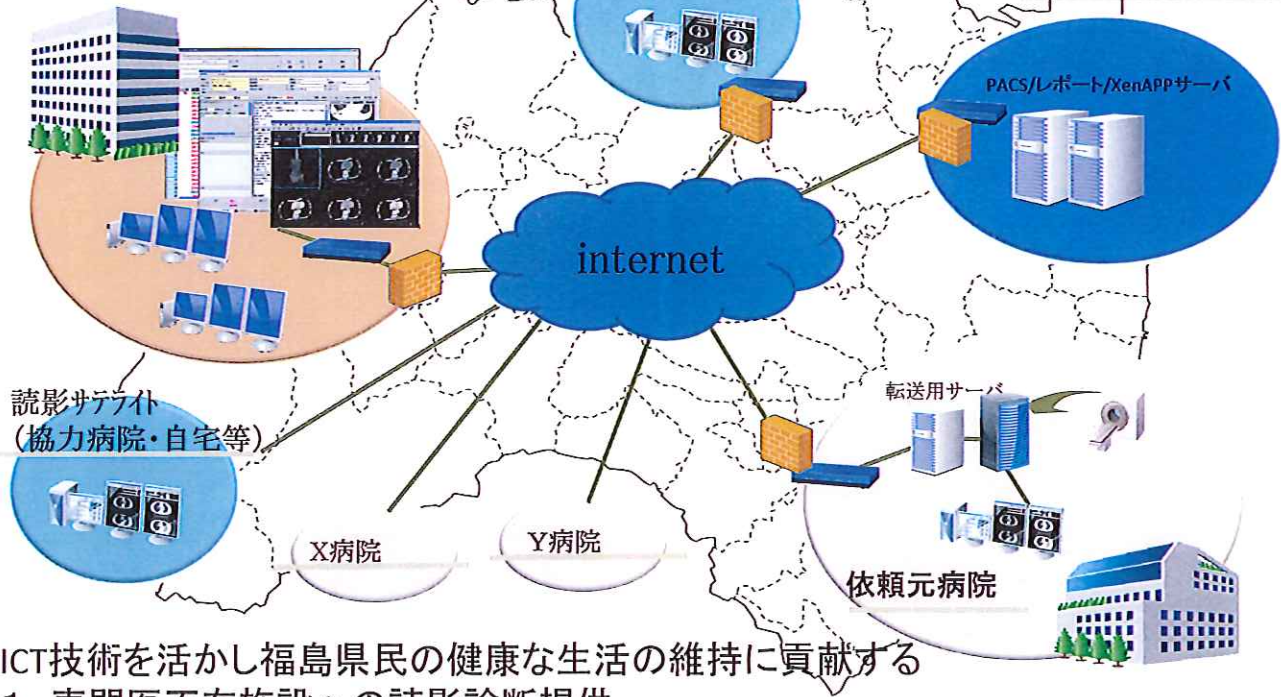 PACS/レポート/XenAPPサーバ
internet
転送用サーバ
読影サテライト
(協力病院・自宅等)
X病院
Y病院
依頼元病院
ICT技術を活かし福島県民の健康な生活の維持に貢献する